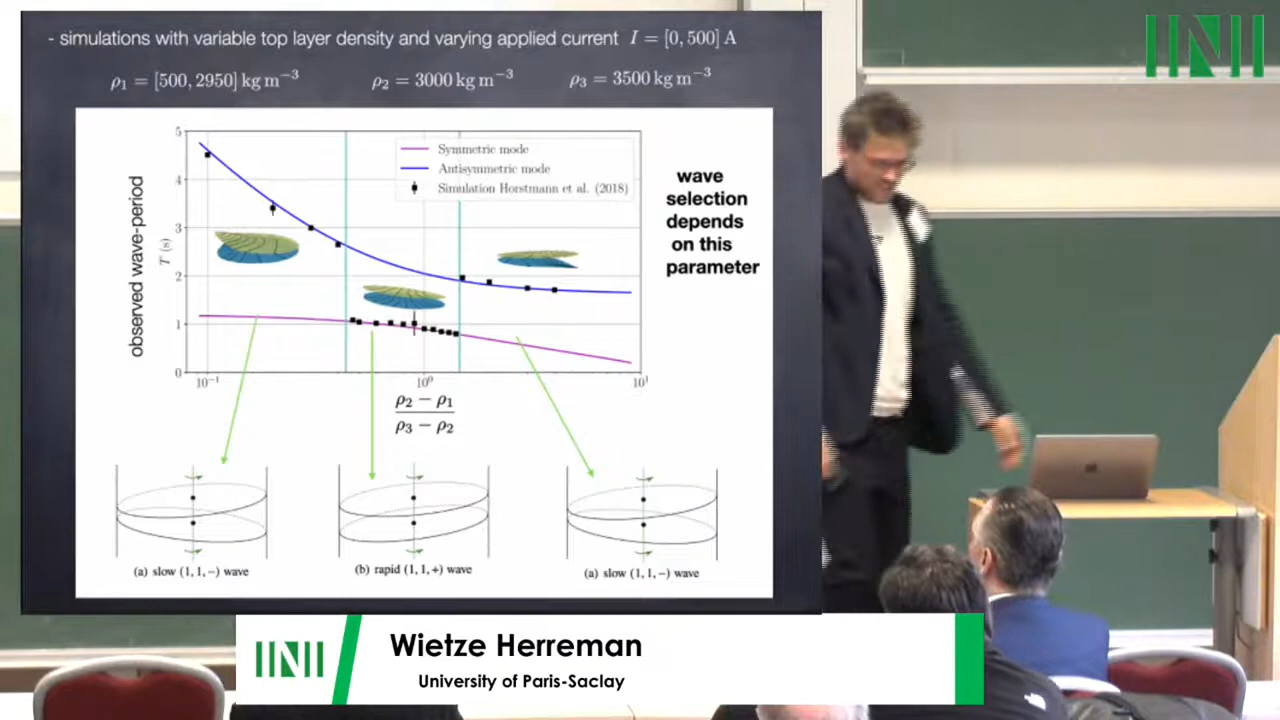 - simulations with variable top layer density and varying applied current I = [0, 500] A
ρ₁ = [500, 2950] kg m⁻³ ρ₂ = 3000 kg m⁻³ ρ₃ = 3500 kg m⁻³
INI
observed wave-period
T (s)
5
4
3
2
1
0
10⁻¹ 10⁰ 10¹
Symmetric mode
Antisymmetric mode
Simulation Horstmann et al. (2018)
wave
selection
depends
on this
parameter
ρ₂ − ρ₁
ρ₃ − ρ₂
(a) slow (1, 1, −) wave
(b) rapid (1, 1, +) wave
(a) slow (1, 1, −) wave
INI
Wietze Herreman
University of Paris-Saclay